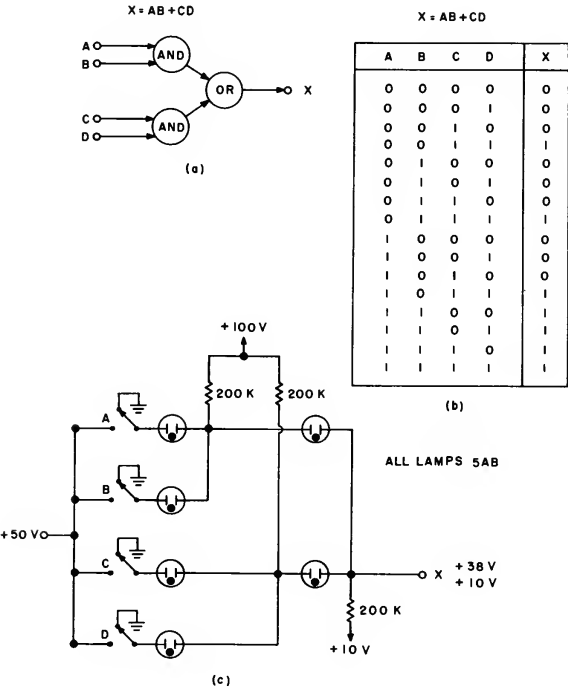 X = AB + CD
A
B
AND
OR
X
C
D
AND
(a)
X = AB + CD
A B C D X
0 0 0 0 0
0 0 0 1 0
0 0 1 0 0
0 0 1 1 1
0 1 0 0 0
0 1 0 1 0
0 1 1 0 0
0 1 1 1 1
1 0 0 0 0
1 0 0 1 0
1 0 1 0 0
1 0 1 1 1
1 1 0 0 1
1 1 0 1 1
1 1 1 0 1
1 1 1 1 1
(b)
+100V
200 K 200 K
A
B
ALL LAMPS 5AB
+50 V
C
X +38 V
+10 V
200 K
D
+10 V
(c)